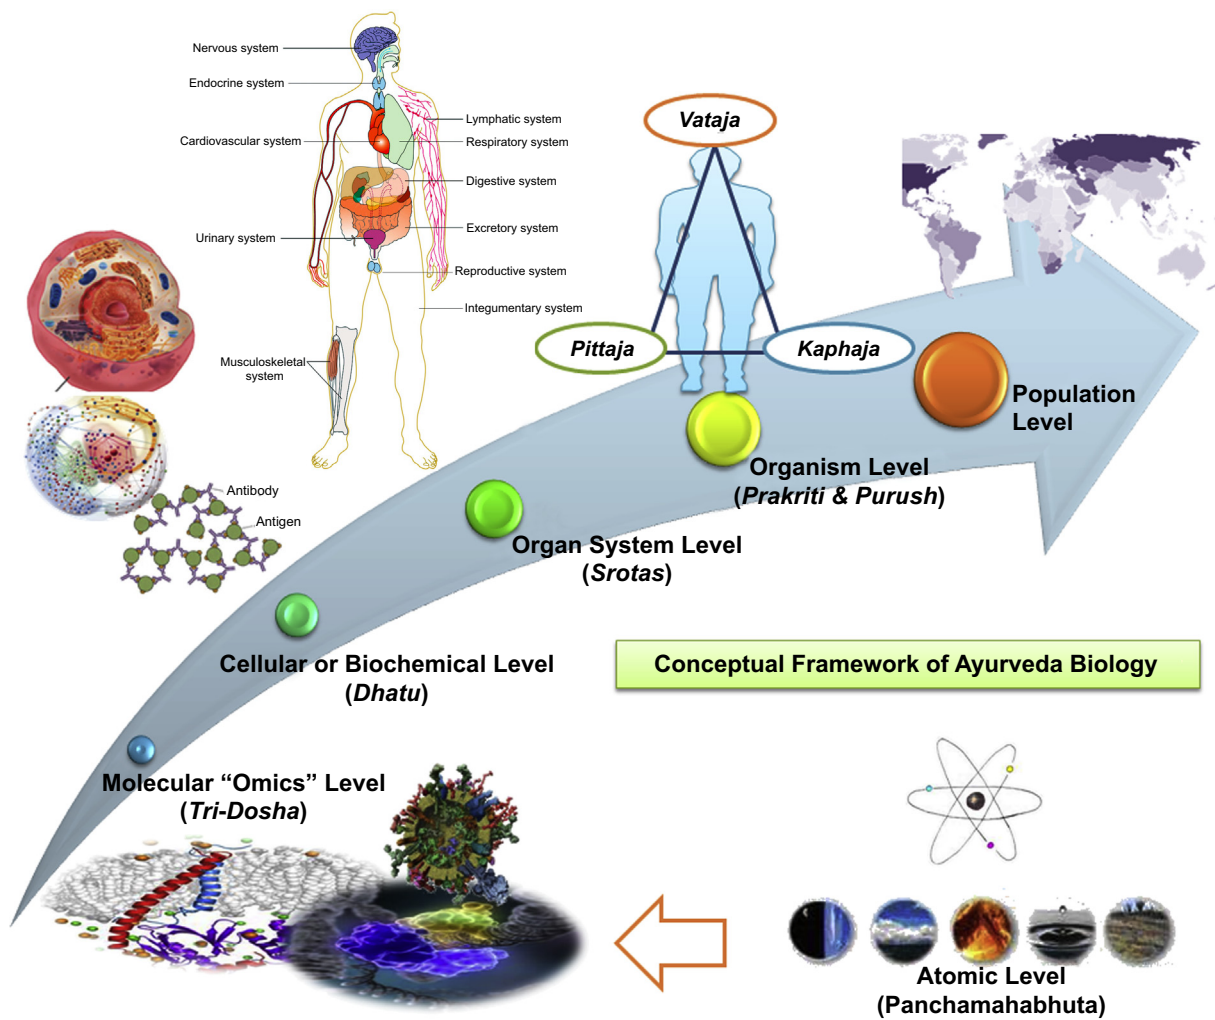 Nervous system
Endocrine system
Cardiovascular system
Urinary system
Musculoskeletal
system
Lymphatic system
Respiratory system
Digestive system
Excretory system
Reproductive system
Integumentary system
Vataja
Pittaja
Kaphaja
Antibody
Antigen
Population
Level
Organism Level
(Prakriti & Purush)
Organ System Level
(Srotas)
Cellular or Biochemical Level
(Dhatu)
Molecular “Omics” Level
(Tri-Dosha)
Conceptual Framework of Ayurveda Biology
Atomic Level
(Panchamahabhuta)